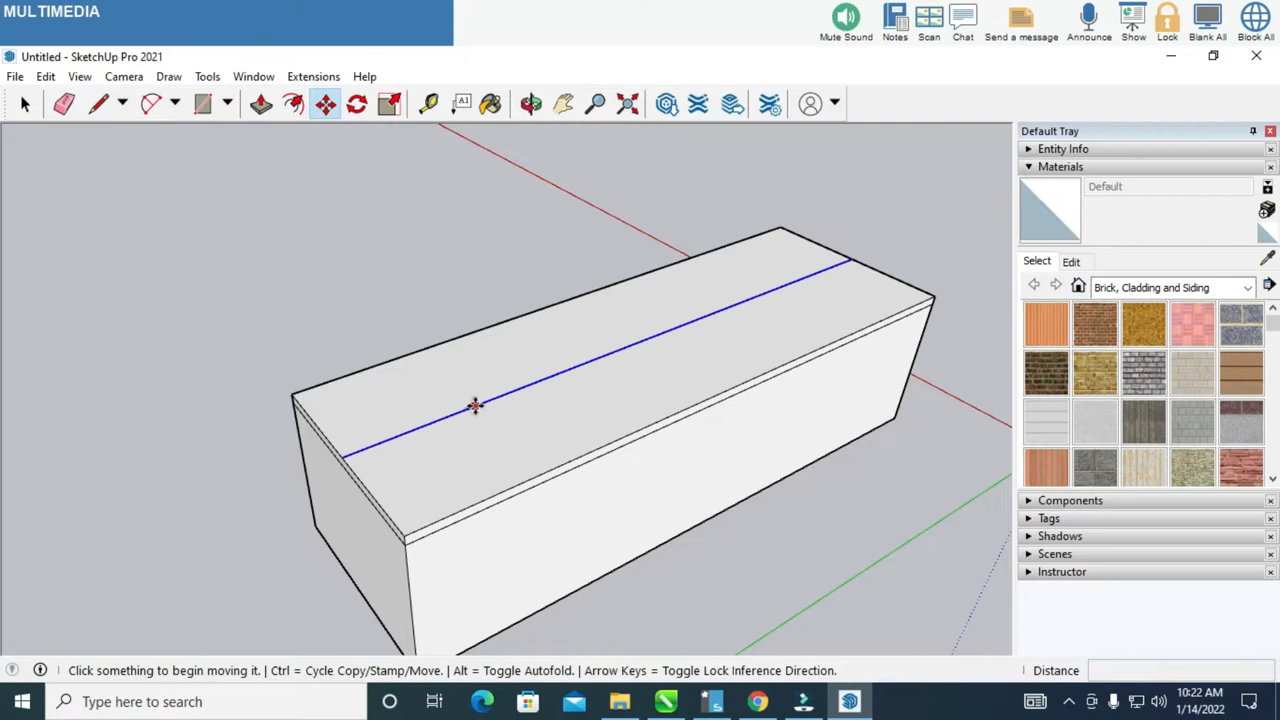 MULTIMEDIA
Mute Sound Notes Scan Chat Send a message Announce Show Lock Blank All Block All
Untitled - SketchUp Pro 2021
File Edit View Camera Draw Tools Window Extensions Help
A1
Default Tray
Entity Info
Materials
Default
Select Edit
Brick, Cladding and Siding
Components
Tags
Shadows
Scenes
Instructor
Click something to begin moving it. | Ctrl = Cycle Copy/Stamp/Move. | Alt = Toggle Autofold. | Arrow Keys = Toggle Lock Inference Direction.
Distance
Type here to search
10:22 AM
1/14/2022